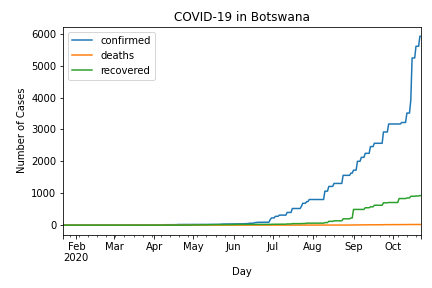 COVID-19 in Botswana
confirmed
deaths
recovered
Number of Cases
6000
5000
4000
3000
2000
1000
0
Feb Mar Apr May Jun Jul Aug Sep Oct
2020
Day